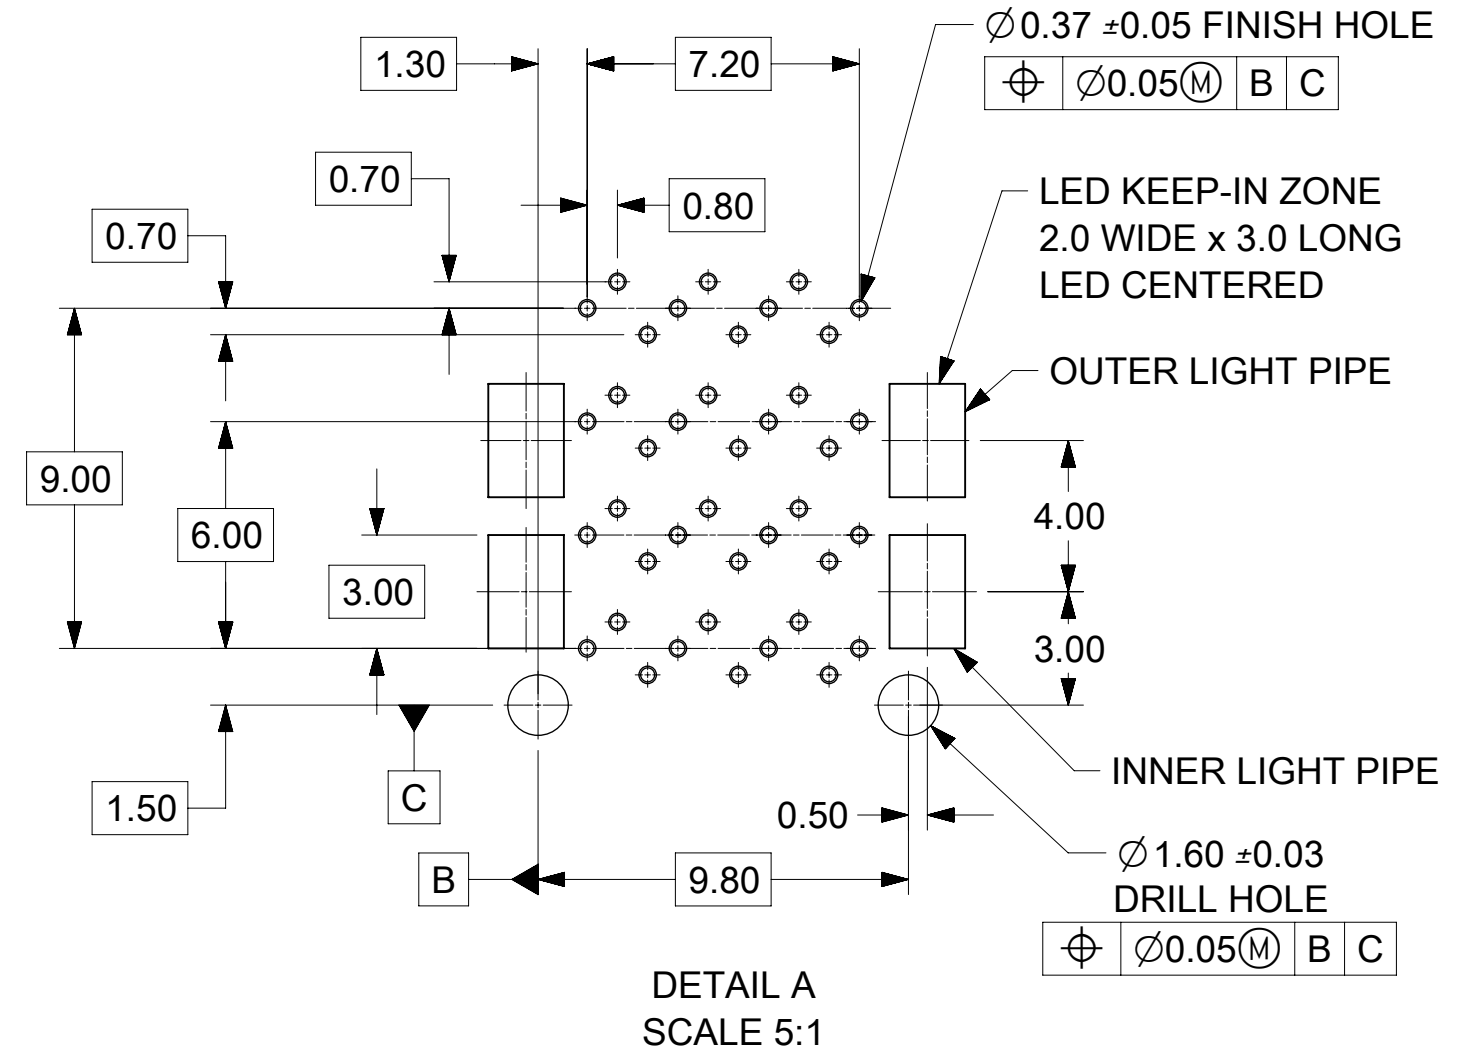 ⌀0.37 ±0.05 FINISH HOLE
⌖ ⌀0.05Ⓜ B C
1.30
7.20
0.70
0.80
0.70
LED KEEP-IN ZONE
2.0 WIDE x 3.0 LONG
LED CENTERED
OUTER LIGHT PIPE
9.00
6.00
3.00
4.00
3.00
1.50
C
INNER LIGHT PIPE
0.50
B
9.80
⌀1.60 ±0.03
DRILL HOLE
⌖ ⌀0.05Ⓜ B C
DETAIL A
SCALE 5:1